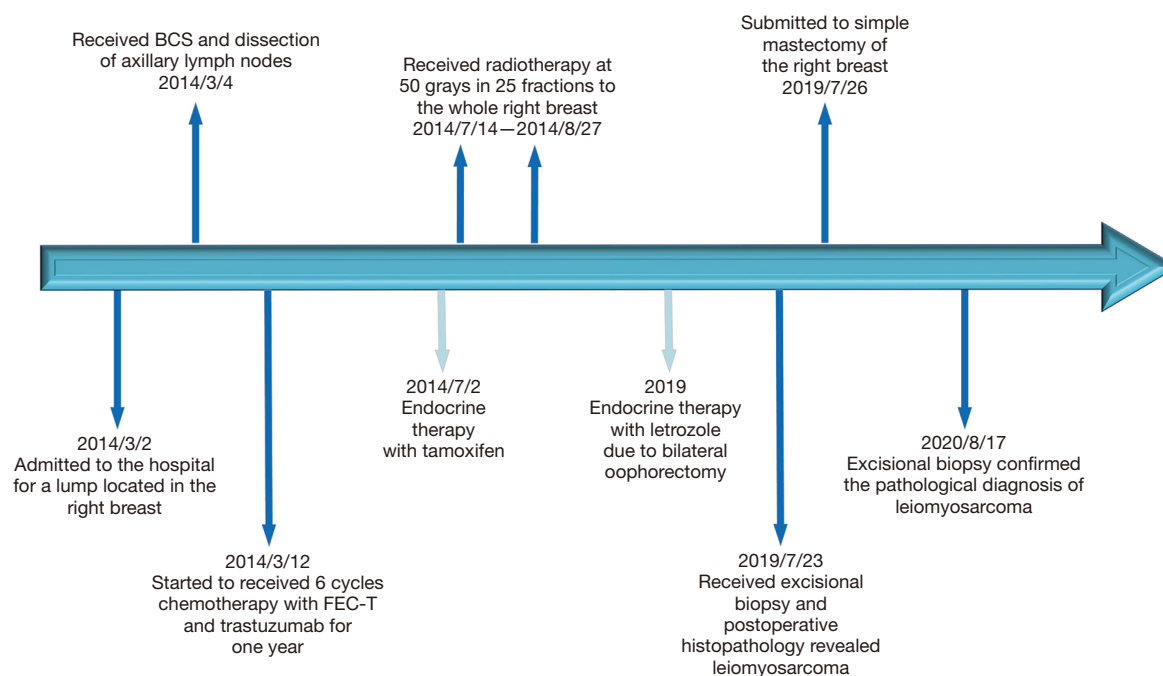 Received BCS and dissection
of axillary lymph nodes
2014/3/4
Received radiotherapy at
50 grays in 25 fractions to
the whole right breast
2014/7/14—2014/8/27
Submitted to simple
mastectomy of
the right breast
2019/7/26
2014/3/2
Admitted to the hospital
for a lump located in the
right breast
2014/3/12
Started to received 6 cycles
chemotherapy with FEC-T
and trastuzumab for
one year
2014/7/2
Endocrine
therapy
with tamoxifen
2019
Endocrine therapy
with letrozole
due to bilateral
oophorectomy
2019/7/23
Received excisional
biopsy and
postoperative
histopathology revealed
leiomyosarcoma
2020/8/17
Excisional biopsy confirmed
the pathological diagnosis of
leiomyosarcoma